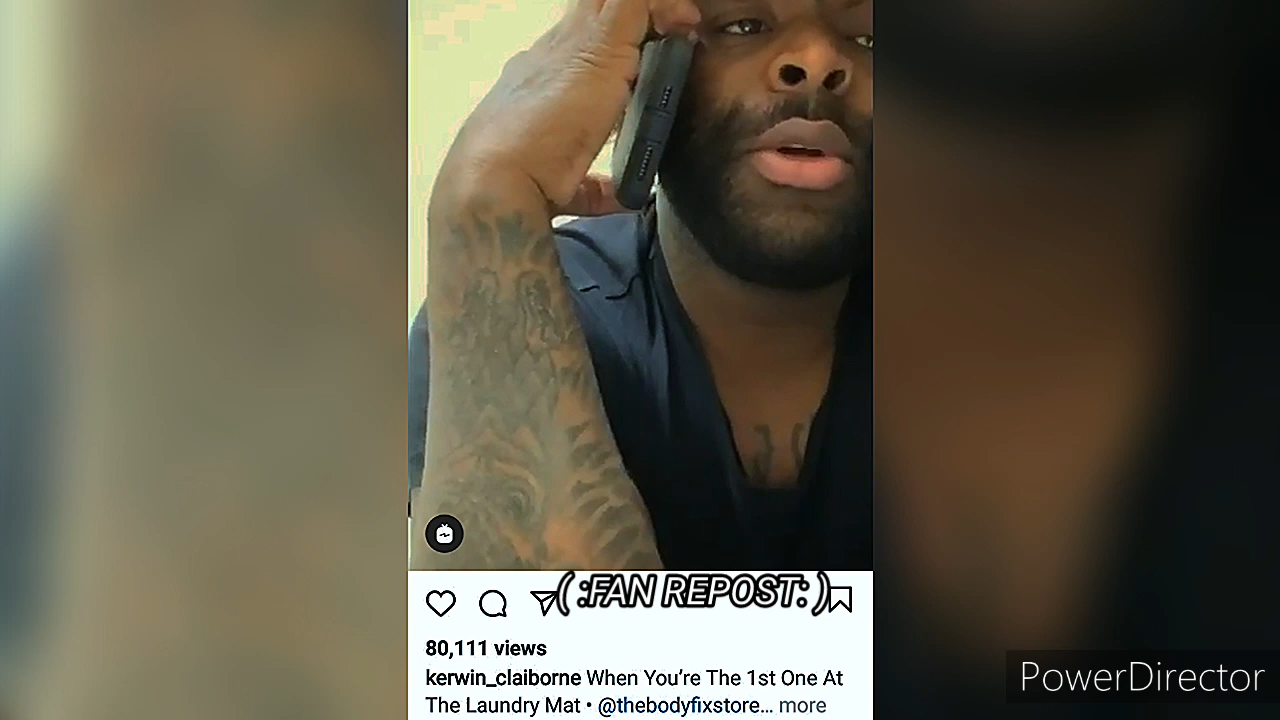 ( :FAN REPOST: )
80,111 views
kerwin_claiborne When You’re The 1st One At
The Laundry Mat • @thebodyfixstore... more
PowerDirector